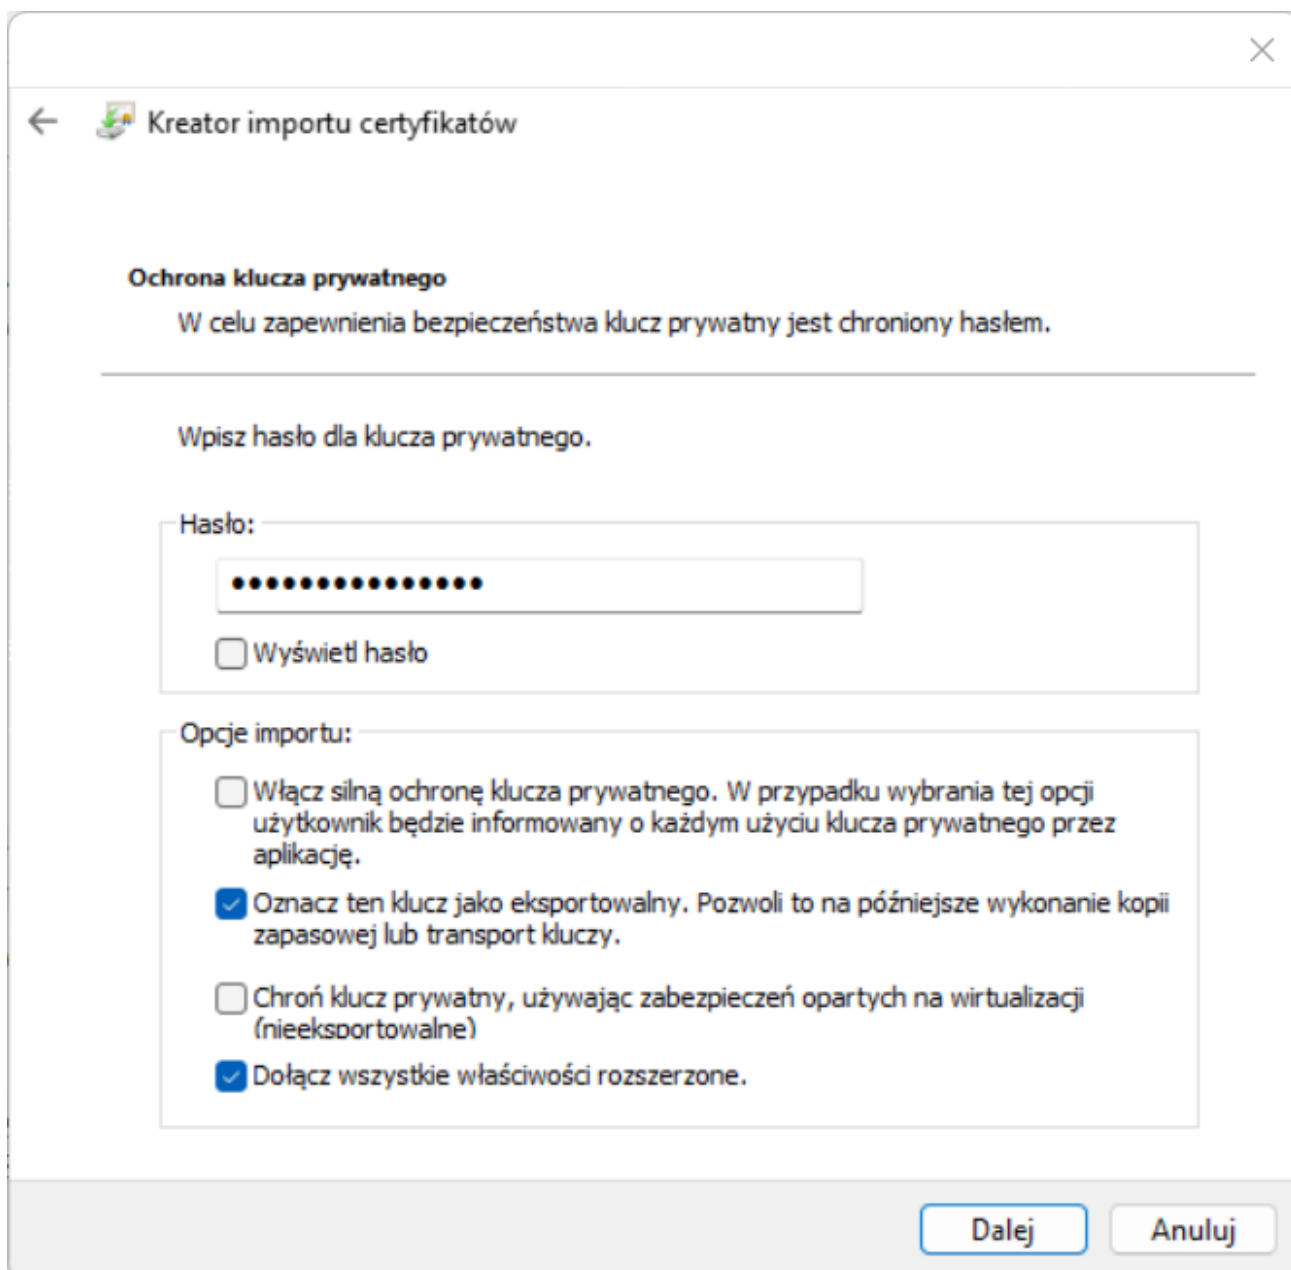 Kreator importu certyfikatów
Ochrona klucza prywatnego
W celu zapewnienia bezpieczeństwa klucz prywatny jest chroniony hasłem.
Wpisz hasło dla klucza prywatnego.
Hasło:
•••••••••••••••
Wyświetl hasło
Opcje importu:
Włącz silną ochronę klucza prywatnego. W przypadku wybrania tej opcji
użytkownik będzie informowany o każdym użyciu klucza prywatnego przez
aplikację.
Oznacz ten klucz jako eksportowalny. Pozwoli to na późniejsze wykonanie kopii
zapasowej lub transport kluczy.
Chroń klucz prywatny, używając zabezpieczeń opartych na wirtualizacji
(nieeksportowalne)
Dołącz wszystkie właściwości rozszerzone.
Dalej
Anuluj